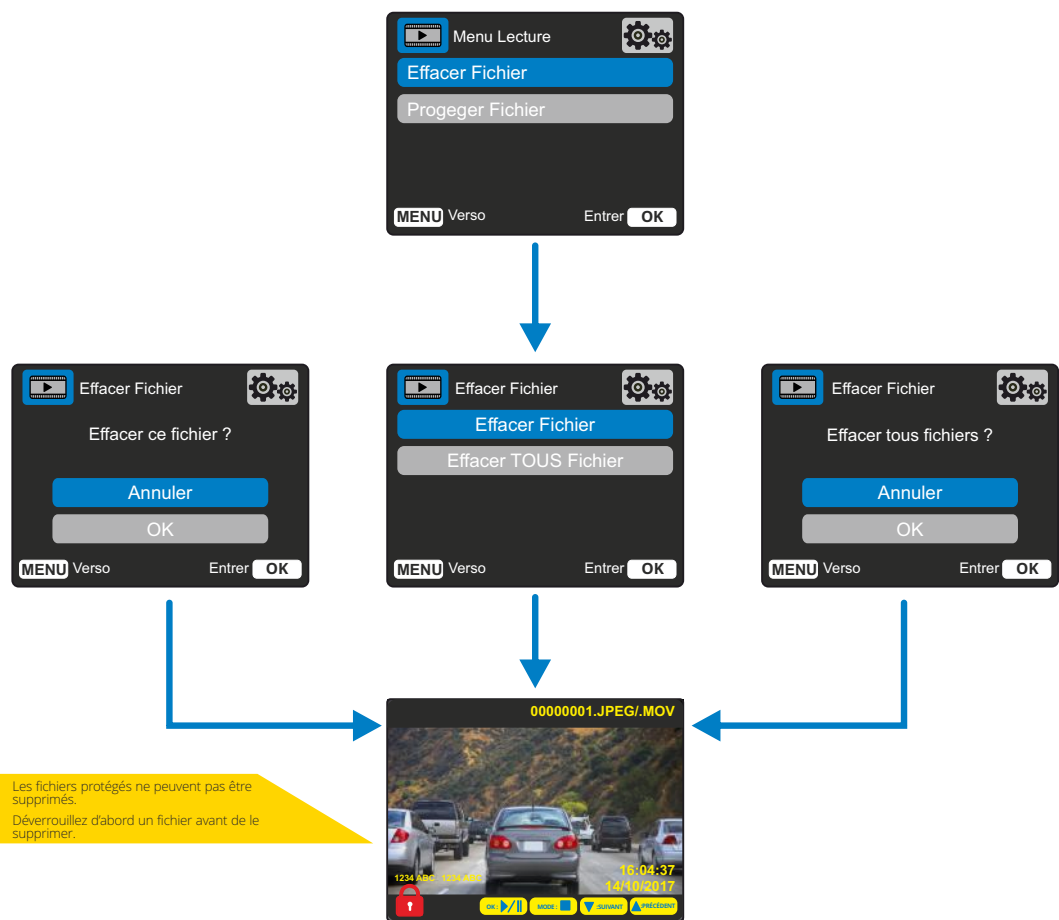 Menu Lecture
Effacer Fichier
Progeger Fichier
MENU Verso Entrer OK
Effacer Fichier
Effacer ce fichier ?
Annuler
OK
MENU Verso Entrer OK
Effacer Fichier
Effacer Fichier
Effacer TOUS Fichier
MENU Verso Entrer OK
Effacer Fichier
Effacer tous fichiers ?
Annuler
OK
MENU Verso Entrer OK
00000001.JPEG/.MOV
Les fichiers protégés ne peuvent pas être
supprimés.
Déverrouillez d'abord un fichier avant de
supprimer.
16:04:37
1234 ABC 1234 ABC
14/10/2017
OK : MODE : :SUIVANT :PRÉCÉDENT